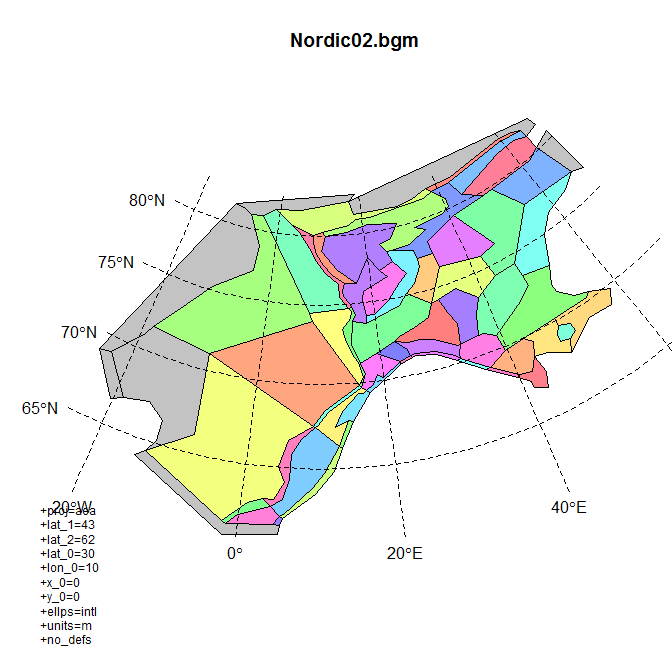 Nordic02.bgm
80°N
75°N
70°N
65°N
20°W
0°
20°E
40°E
+proj=aea
+lat_1=43
+lat_2=62
+lat_0=30
+lon_0=10
+x_0=0
+y_0=0
+ellps=intl
+units=m
+no_defs